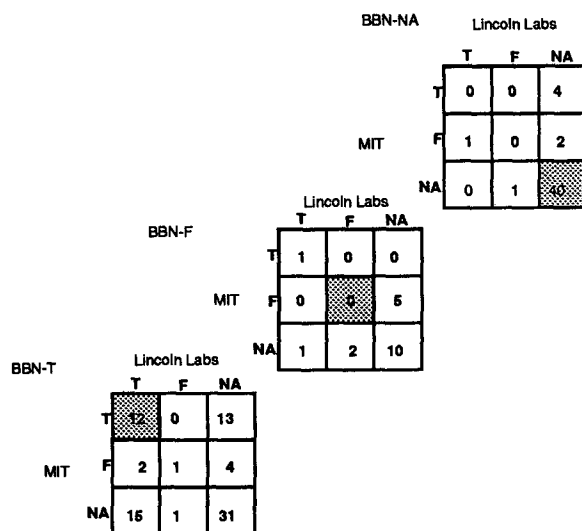 BBN-NA Lincoln Labs
T F NA
T 0 0 4
MIT
F 1 0 2
NA 0 1 40
BBN-F Lincoln Labs
T F NA
T 1 0 0
MIT F 0 0 5
NA 1 2 10
BBN-T Lincoln Labs
T F NA
T 12 0 13
MIT F 2 1 4
NA 15 1 31